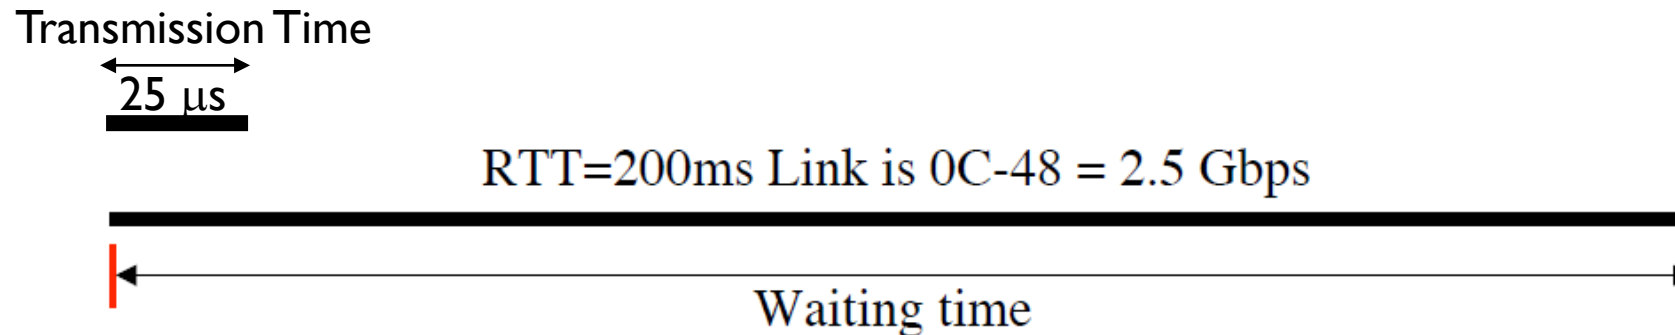 Transmission Time
25 μs
RTT=200ms Link is 0C-48 = 2.5 Gbps
Waiting time